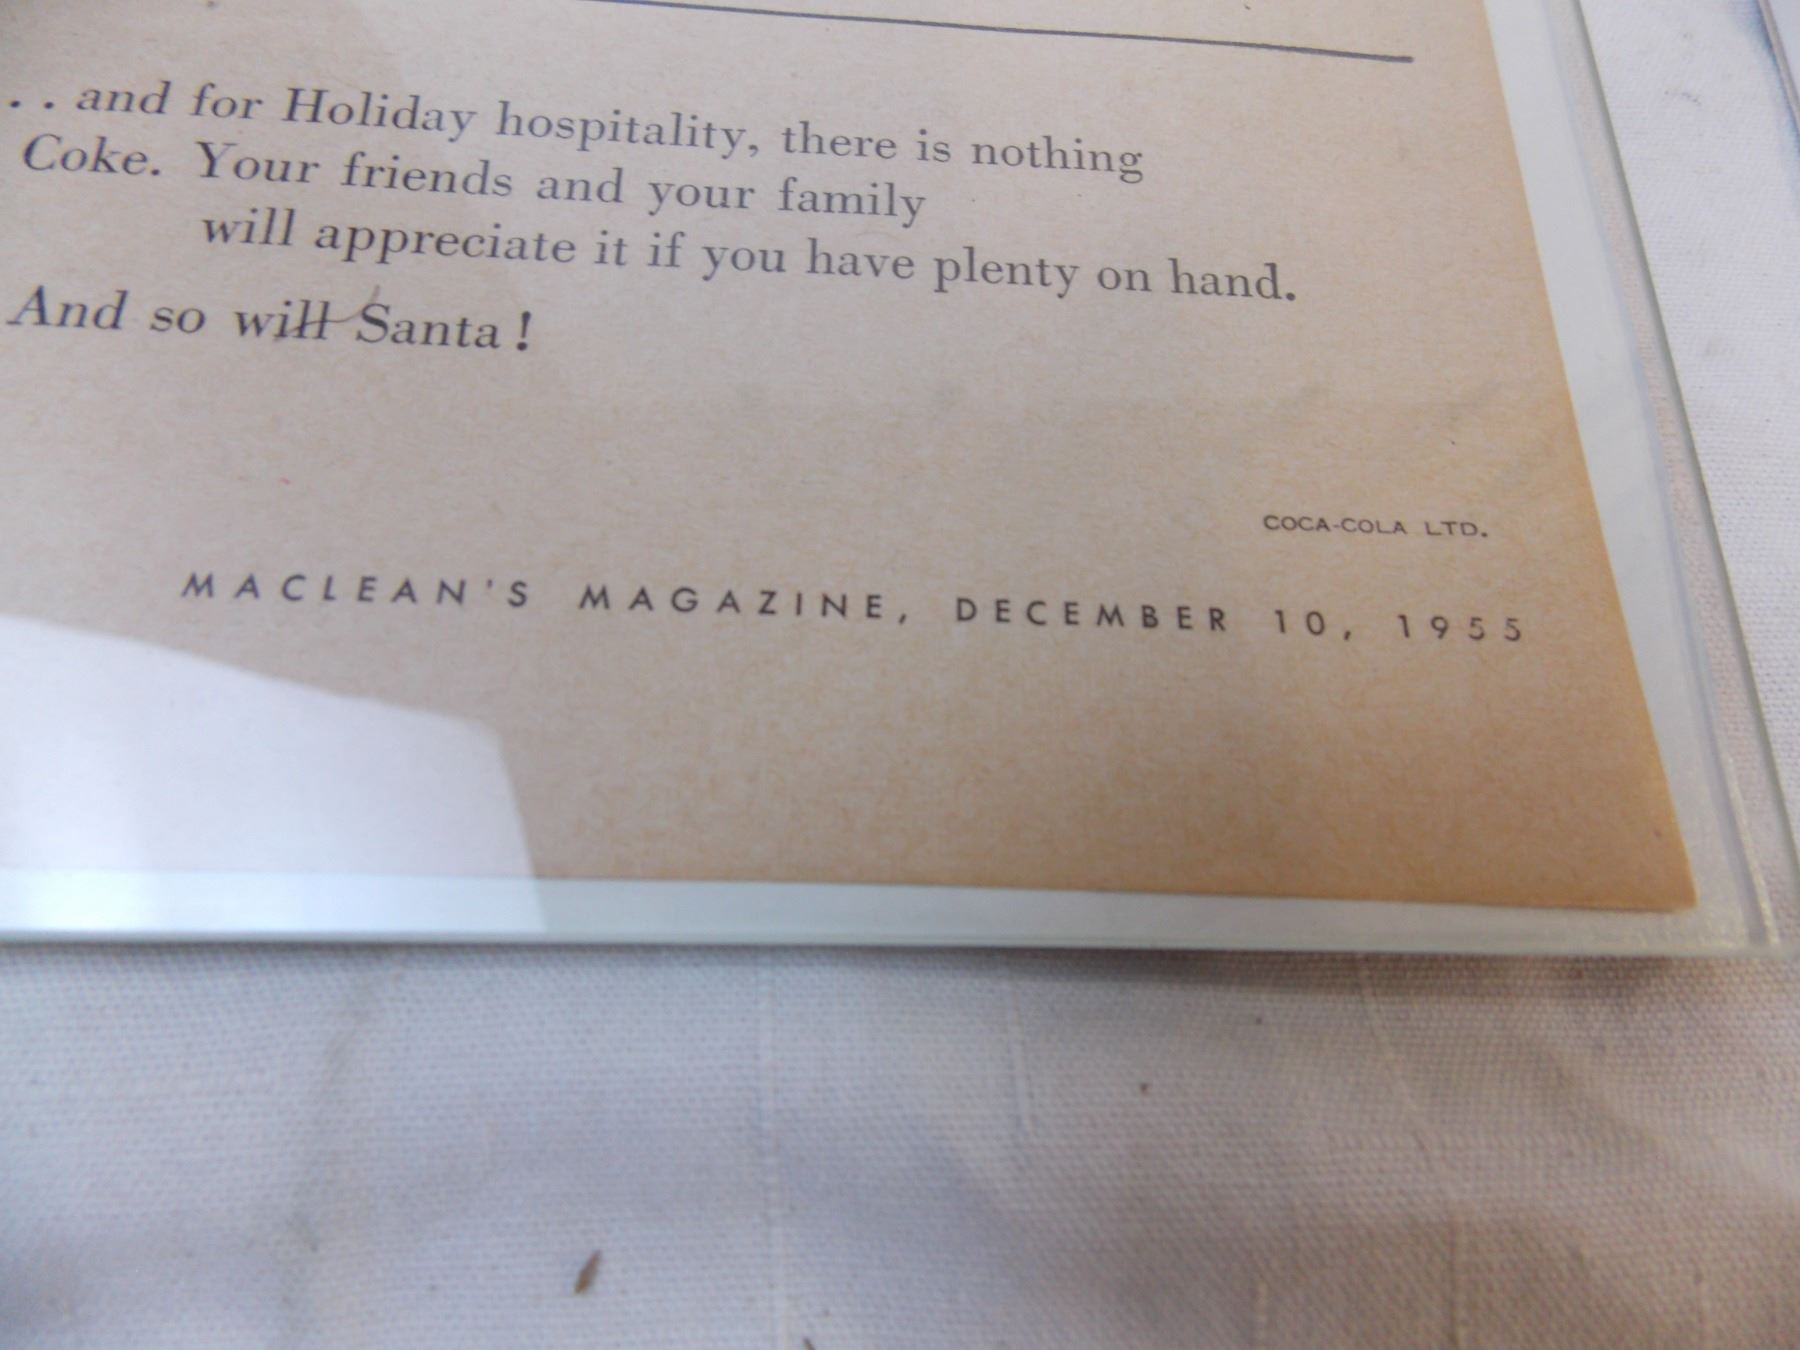 . . and for Holiday hospitality, there is nothing
Coke. Your friends and your family
will appreciate it if you have plenty on hand.
And so will Santa!
COCA-COLA LTD.
MACLEAN'S MAGAZINE, DECEMBER 10, 1955